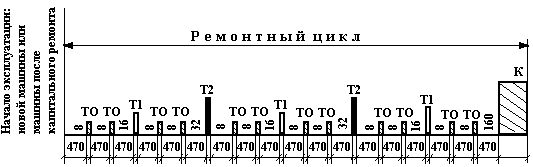 Начало эксплуатации:
новой машины или
машины после
капитального ремонта
Ремонтный цикл
К
Т2 Т2
Т1 Т1 Т1
ТО ТО ТО ТО ТО ТО ТО ТО ТО ТО ТО ТО
8 8 16 8 8 32 8 8 16 8 8 32 8 8 16 8 8 160
470 470 470 470 470 470 470 470 470 470 470 470 470 470 470 470 470 470